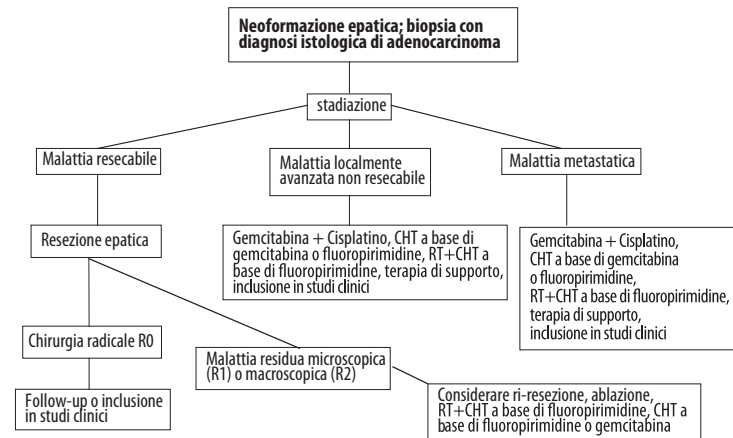 Neoformazione epatica; biopsia con
diagnosi istologica di adenocarcinoma
stadiazione
Malattia resecabile
Malattia localmente
avanzata non resecabile
Malattia metastatica
Resezione epatica
Gemcitabina + Cisplatino, CHT a base di
gemcitabina o fluoropirimidine, RT+CHT a
base di fluoropirimidine, terapia di supporto,
inclusione in studi clinici
Gemcitabina + Cisplatino,
CHT a base di gemcitabina
o fluoropirimidine,
RT+CHT a base di fluoropirimidine,
terapia di supporto,
inclusione in studi clinici
Chirurgia radicale R0
Malattia residua microscopica
(R1) o macroscopica (R2)
Follow-up o inclusione
in studi clinici
Considerare ri-resezione, ablazione,
RT+CHT a base di fluoropirimidine, CHT a
base di fluoropirimidine o gemcitabina